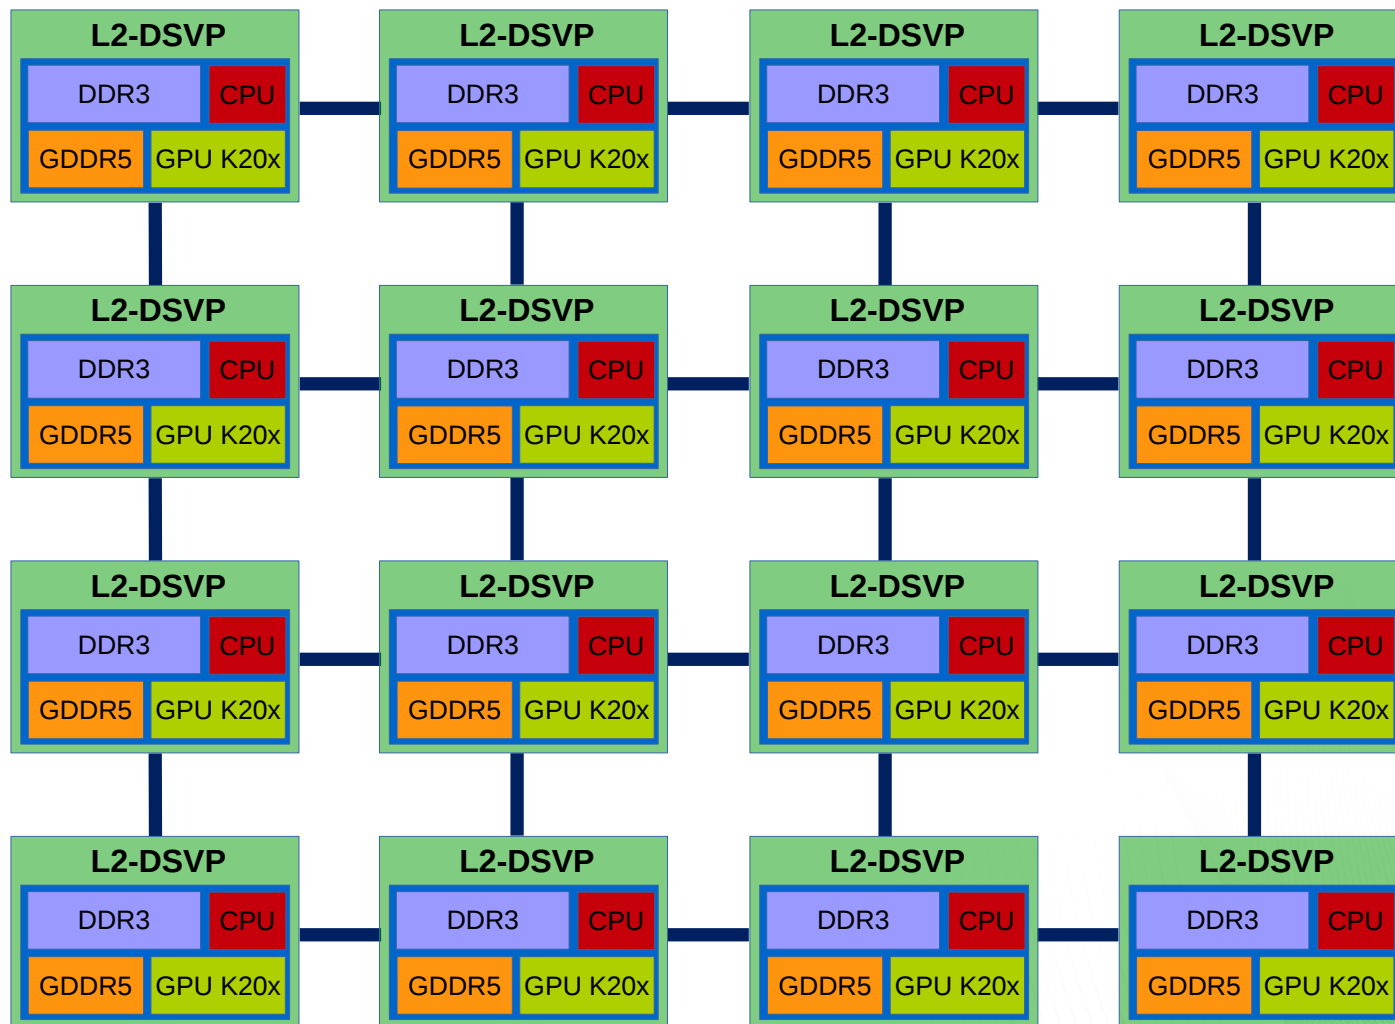 L2-DSVP L2-DSVP L2-DSVP L2-DSVP
DDR3 CPU DDR3 CPU DDR3 CPU DDR3 CPU
GDDR5 GPU K20x GDDR5 GPU K20x GDDR5 GPU K20x GDDR5 GPU K20x
L2-DSVP L2-DSVP L2-DSVP L2-DSVP
DDR3 CPU DDR3 CPU DDR3 CPU DDR3 CPU
GDDR5 GPU K20x GDDR5 GPU K20x GDDR5 GPU K20x GDDR5 GPU K20x
L2-DSVP L2-DSVP L2-DSVP L2-DSVP
DDR3 CPU DDR3 CPU DDR3 CPU DDR3 CPU
GDDR5 GPU K20x GDDR5 GPU K20x GDDR5 GPU K20x GDDR5 GPU K20x
L2-DSVP L2-DSVP L2-DSVP L2-DSVP
DDR3 CPU DDR3 CPU DDR3 CPU DDR3 CPU
GDDR5 GPU K20x GDDR5 GPU K20x GDDR5 GPU K20x GDDR5 GPU K20x